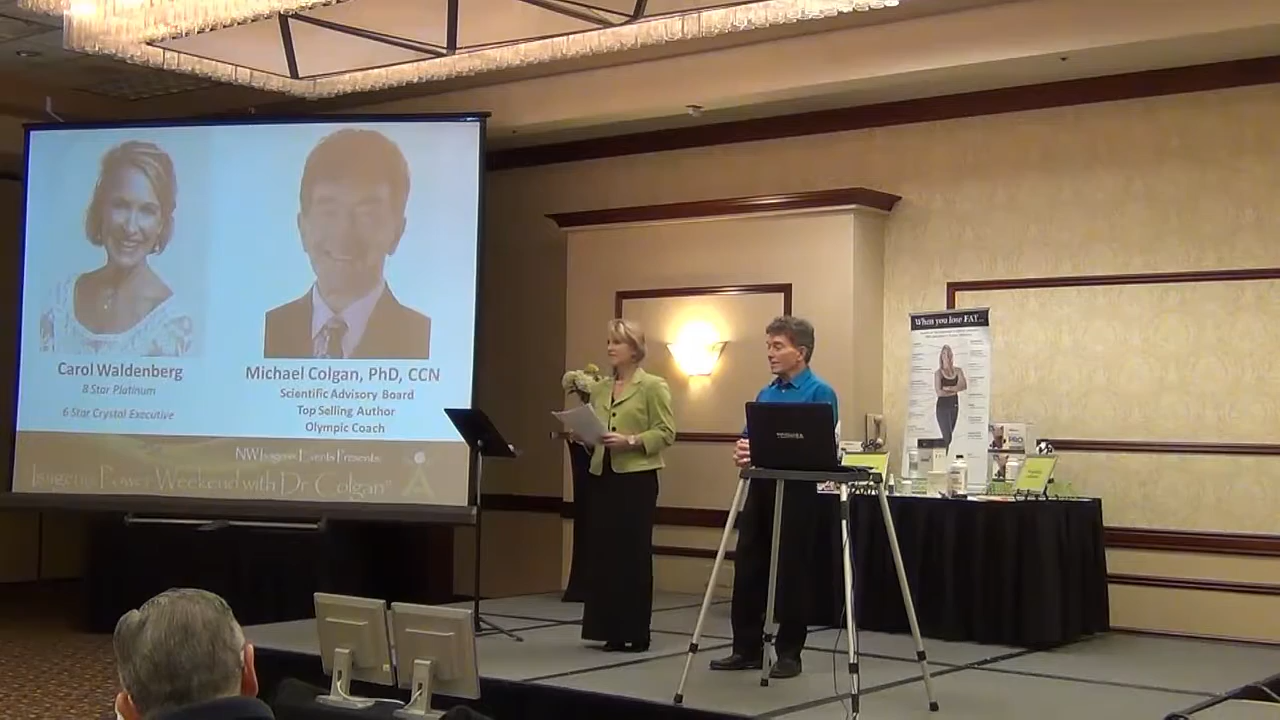 Carol Waldenberg
8 Star Platinum
6 Star Crystal Executive
Michael Colgan, PhD, CCN
Scientific Advisory Board
Top Selling Author
Olympic Coach
NW Isagenix Events Presents:
Isagenix Power Weekend with Dr Colgan"
When you lose FAT...
TOSHIBA
PRO